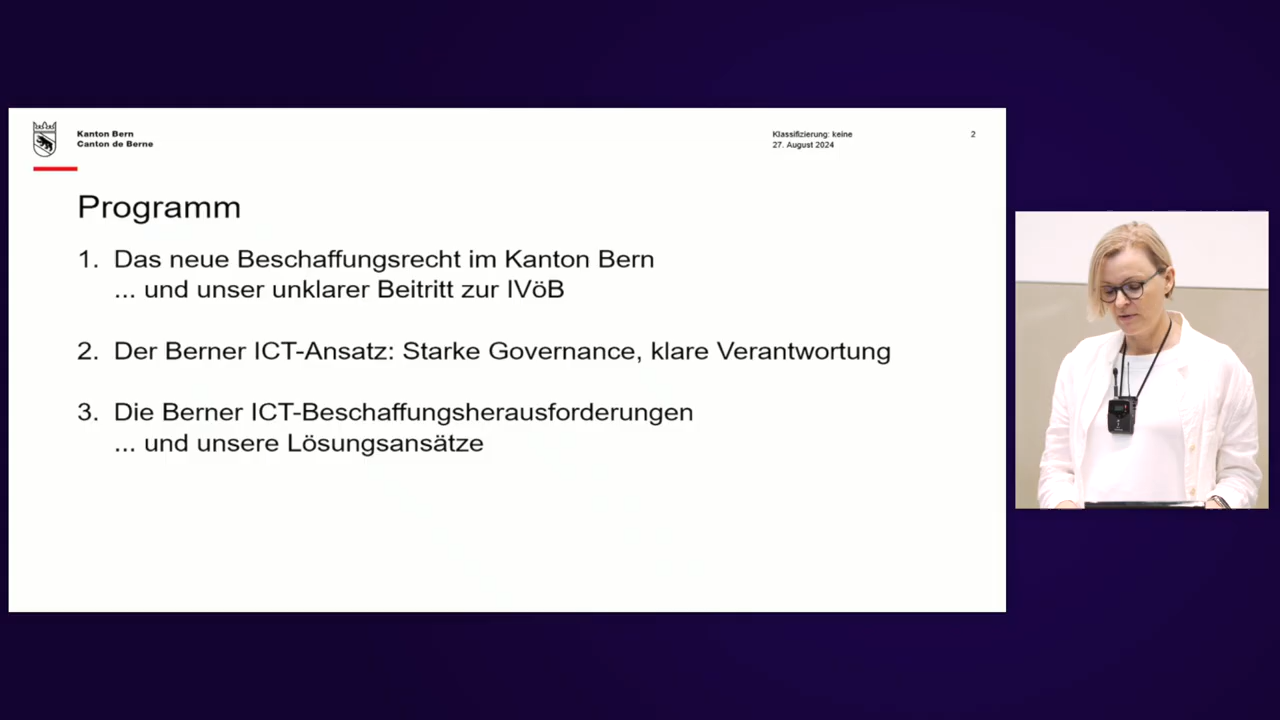 Kanton Bern
Canton de Berne
Klassifizierung: keine
27. August 2024
2
Programm
1. Das neue Beschaffungsrecht im Kanton Bern
... und unser unklarer Beitritt zur IVöB
2. Der Berner ICT-Ansatz: Starke Governance, klare Verantwortung
3. Die Berner ICT-Beschaffungsherausforderungen
... und unsere Lösungsansätze